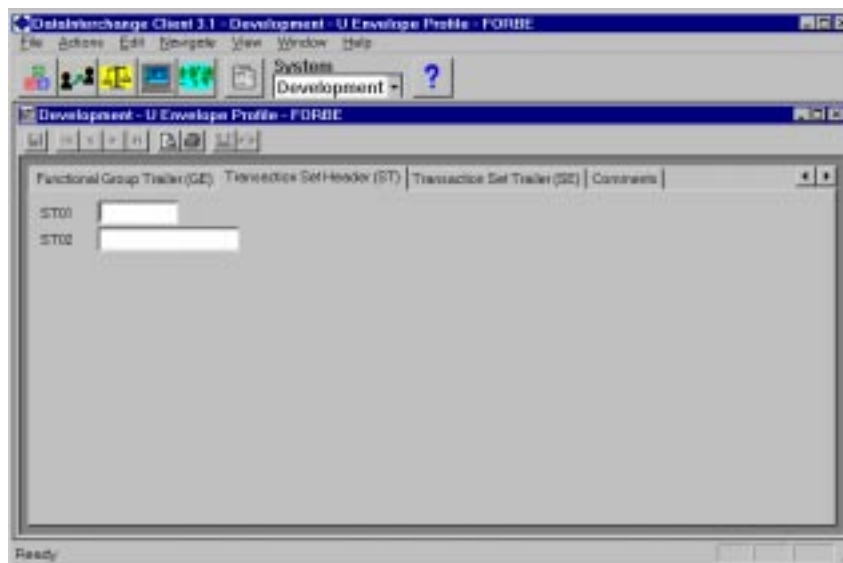 DataInterchange Client 3.1 - Development - U Envelope Profile - FORBE
File Actions Edit Navigate View Window Help
System
Development
?
Development - U Envelope Profile - FORBE
Functional Group Trailer (GE) Transaction Set Header (ST) Transaction Set Trailer (SE) Comments
ST01
ST02
Ready